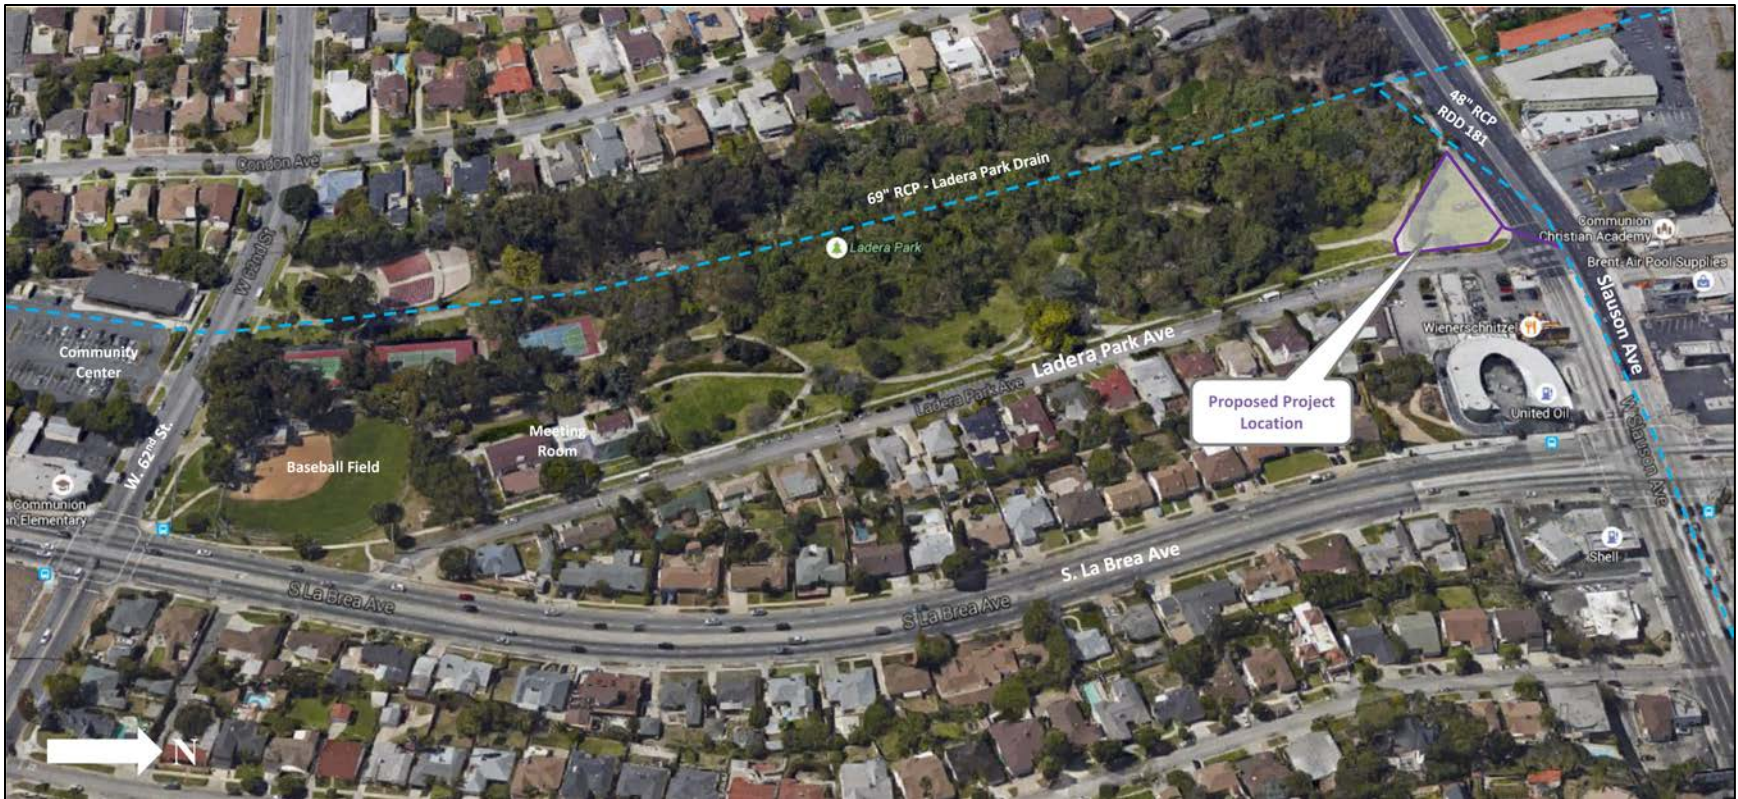 48" RCP
RDD 181
Condon Ave
69" RCP - Ladera Park Drain
Ladera Park
W 62nd St
Communion
Christian Academy
Brent-Air Pool Supplies
Slauson Ave
Wienerschnitzel
Community
Center
Ladera Park Ave
Ladera Park Ave
Proposed Project
Location
United Oil
Meeting
Room
Baseball Field
W. 62nd St.
W Slauson Ave
Communion
n Elementary
S. La Brea Ave
Shell
S La Brea Ave
S La Brea Ave
N